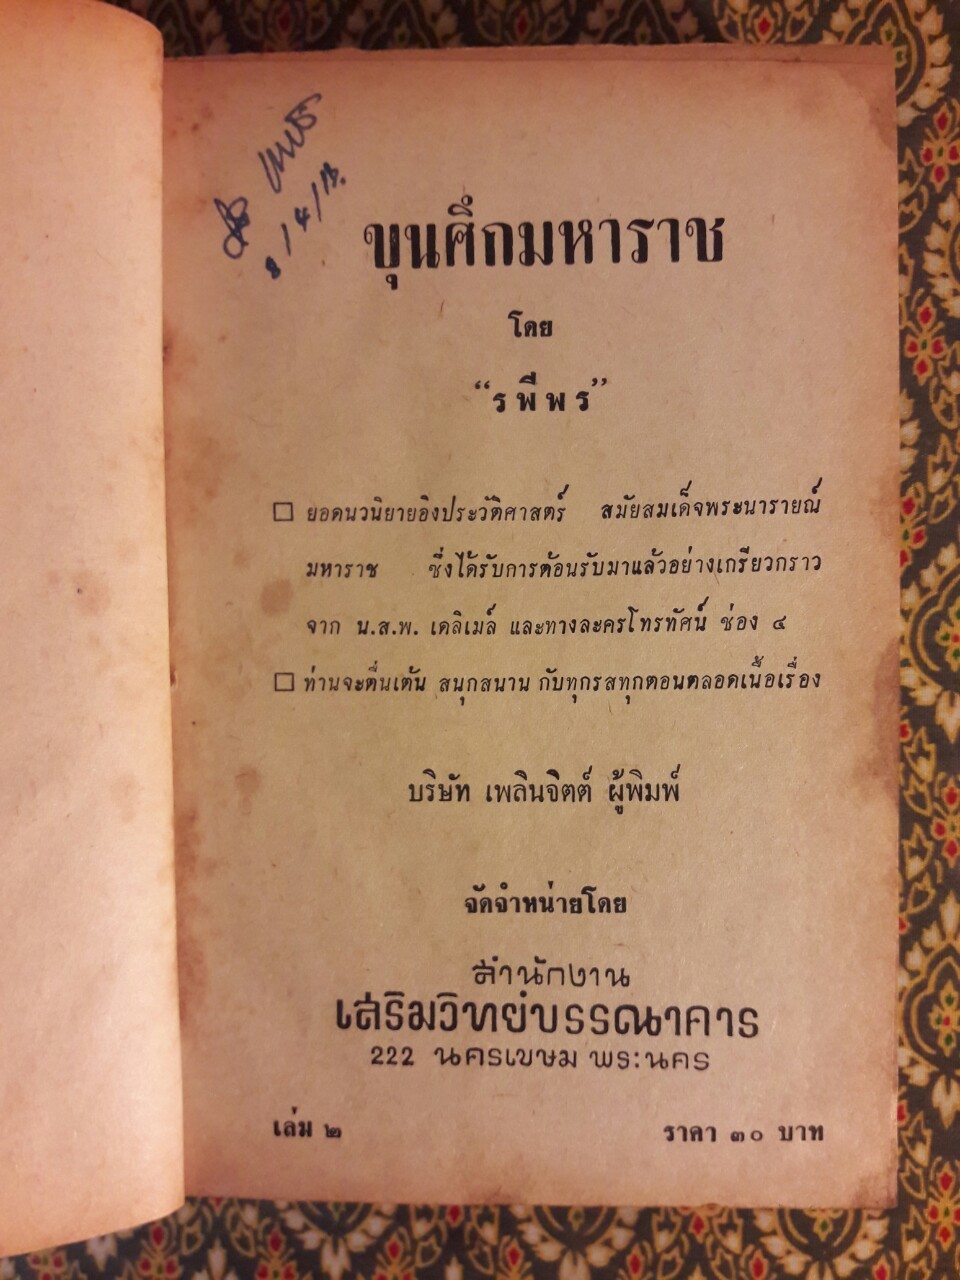 ขุนศึกมหาราช
โดย
“รพีพร”
□ ยอดนวนิยายอิงประวัติศาสตร์ สมัยสมเด็จพระนารายณ์
มหาราช ซึ่งได้รับการต้อนรับมาแล้วอย่างเกรียวกราว
จาก น.ส.พ. เดลิเมล์ และทางละครโทรทัศน์ ช่อง ๔
□ ท่านจะตื่นเต้น สนุกสนาน กับทุกรสทุกตอนตลอดเนื้อเรื่อง
บริษัท เพลินจิตต์ ผู้พิมพ์
จัดจำหน่ายโดย
สำนักงาน
เสริมวิทย์บรรณาคาร
222 นครเขษม พระนคร
เล่ม ๒ ราคา ๓๐ บาท